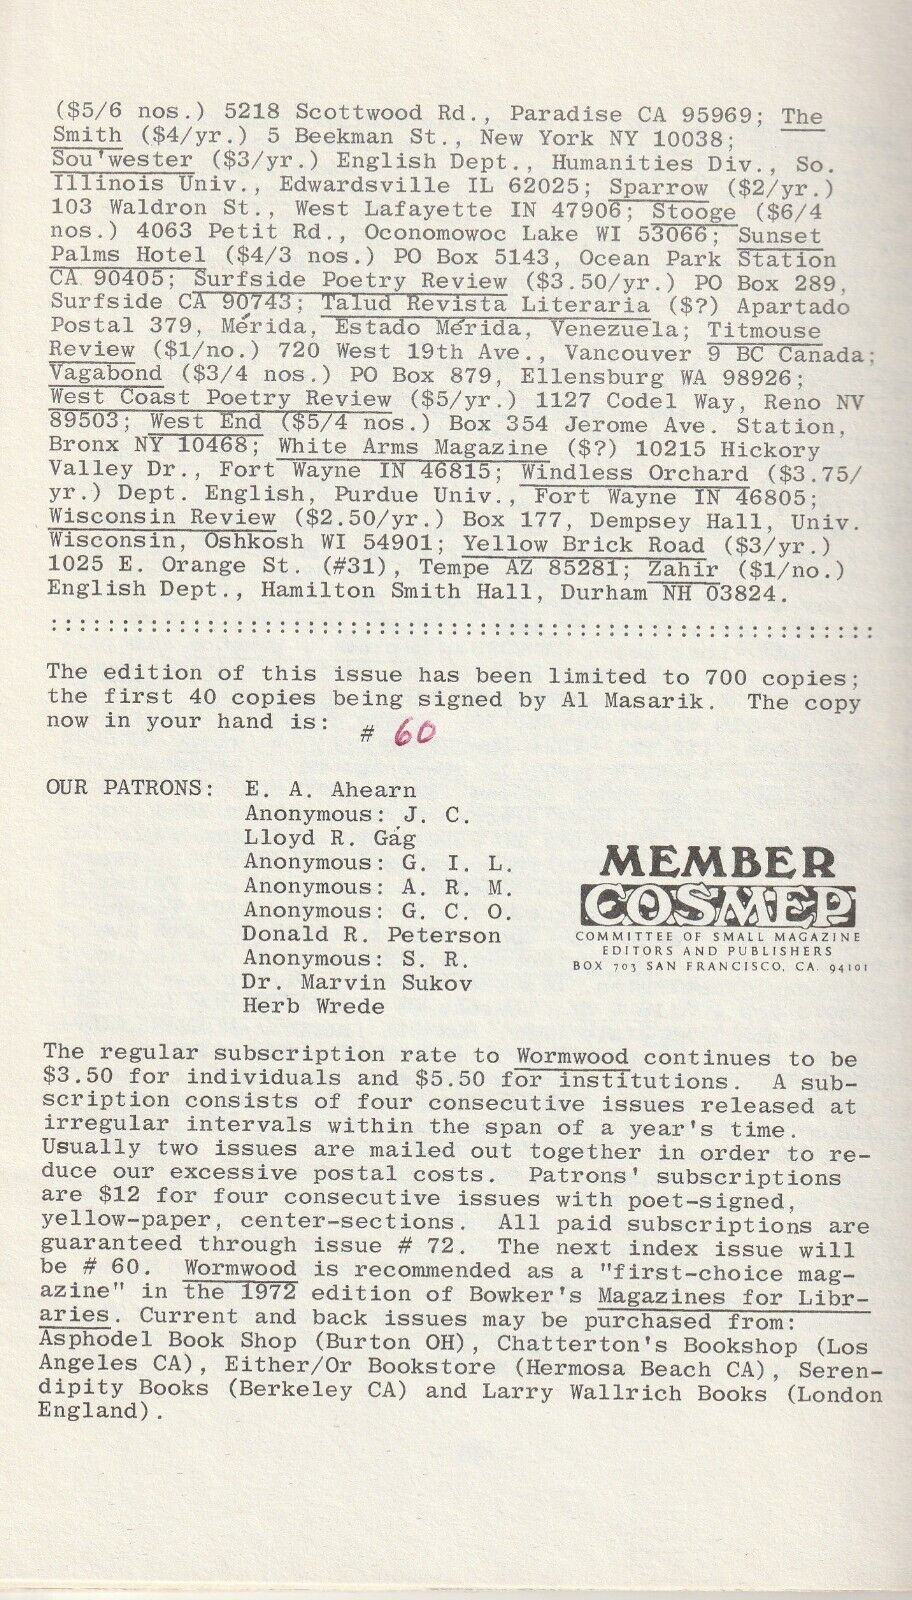 ($5/6 nos.) 5218 Scottwood Rd., Paradise CA 95969; The
Smith ($4/yr.) 5 Beekman St., New York NY 10038;
Sou'wester ($3/yr.) English Dept., Humanities Div., So.
Illinois Univ., Edwardsville IL 62025; Sparrow ($2/yr.)
103 Waldron St., West Lafayette IN 47906; Stooge ($6/4
nos.) 4063 Petit Rd., Oconomowoc Lake WI 53066; Sunset
Palms Hotel ($4/3 nos.) PO Box 5143, Ocean Park Station
CA 90405; Surfside Poetry Review ($3.50/yr.) PO Box 289,
Surfside CA 90743; Talud Revista Literaria ($?) Apartado
Postal 379, Mérida, Estado Mérida, Venezuela; Titmouse
Review ($1/no.) 720 West 19th Ave., Vancouver 9 BC Canada;
Vagabond ($3/4 nos.) PO Box 879, Ellensburg WA 98926;
West Coast Poetry Review ($5/yr.) 1127 Codel Way, Reno NV
89503; West End ($5/4 nos.) Box 354 Jerome Ave. Station,
Bronx NY 10468; White Arms Magazine ($?) 10215 Hickory
Valley Dr., Fort Wayne IN 46815; Windless Orchard ($3.75/
yr.) Dept. English, Purdue Univ., Fort Wayne IN 46805;
Wisconsin Review ($2.50/yr.) Box 177, Dempsey Hall, Univ.
Wisconsin, Oshkosh WI 54901; Yellow Brick Road ($3/yr.)
1025 E. Orange St. (#31), Tempe AZ 85281; Zahir ($1/no.)
English Dept., Hamilton Smith Hall, Durham NH 03824.
::::::::::::::::::::::::::::::::::::::::::::::::::::::::::
The edition of this issue has been limited to 700 copies;
the first 40 copies being signed by Al Masarik. The copy
now in your hand is: # 60
OUR PATRONS: E. A. Ahearn
Anonymous: J. C.
Lloyd R. Gág
Anonymous: G. I. L.
Anonymous: A. R. M.
Anonymous: G. C. O.
Donald R. Peterson
Anonymous: S. R.
Dr. Marvin Sukov
Herb Wrede
MEMBER
COSMEP
COMMITTEE OF SMALL MAGAZINE
EDITORS AND PUBLISHERS
BOX 703 SAN FRANCISCO, CA. 94101
The regular subscription rate to Wormwood continues to be
$3.50 for individuals and $5.50 for institutions. A sub-
scription consists of four consecutive issues released at
irregular intervals within the span of a year's time.
Usually two issues are mailed out together in order to re-
duce our excessive postal costs. Patrons' subscriptions
are $12 for four consecutive issues with poet-signed,
yellow-paper, center-sections. All paid subscriptions are
guaranteed through issue # 72. The next index issue will
be # 60. Wormwood is recommended as a "first-choice mag-
azine" in the 1972 edition of Bowker's Magazines for Libr-
aries. Current and back issues may be purchased from:
Asphodel Book Shop (Burton OH), Chatterton's Bookshop (Los
Angeles CA), Either/Or Bookstore (Hermosa Beach CA), Seren-
dipity Books (Berkeley CA) and Larry Wallrich Books (London
England).